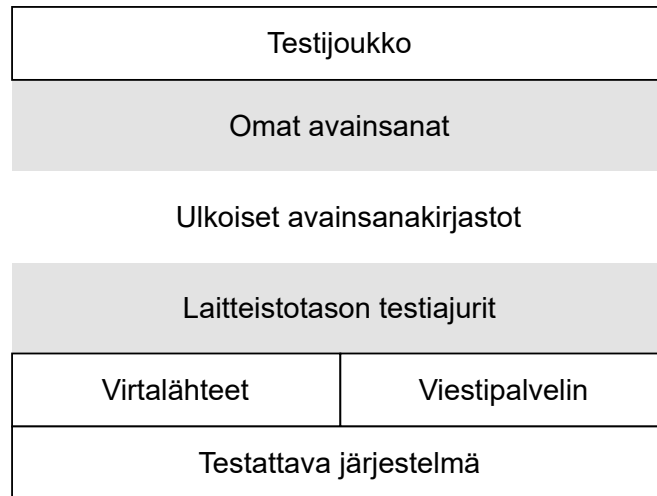 Testijoukko
Omat avainsanat
Ulkoiset avainsanakirjastot
Laitteistotason testiajurit
Virtalähteet
Viestipalvelin
Testattava järjestelmä